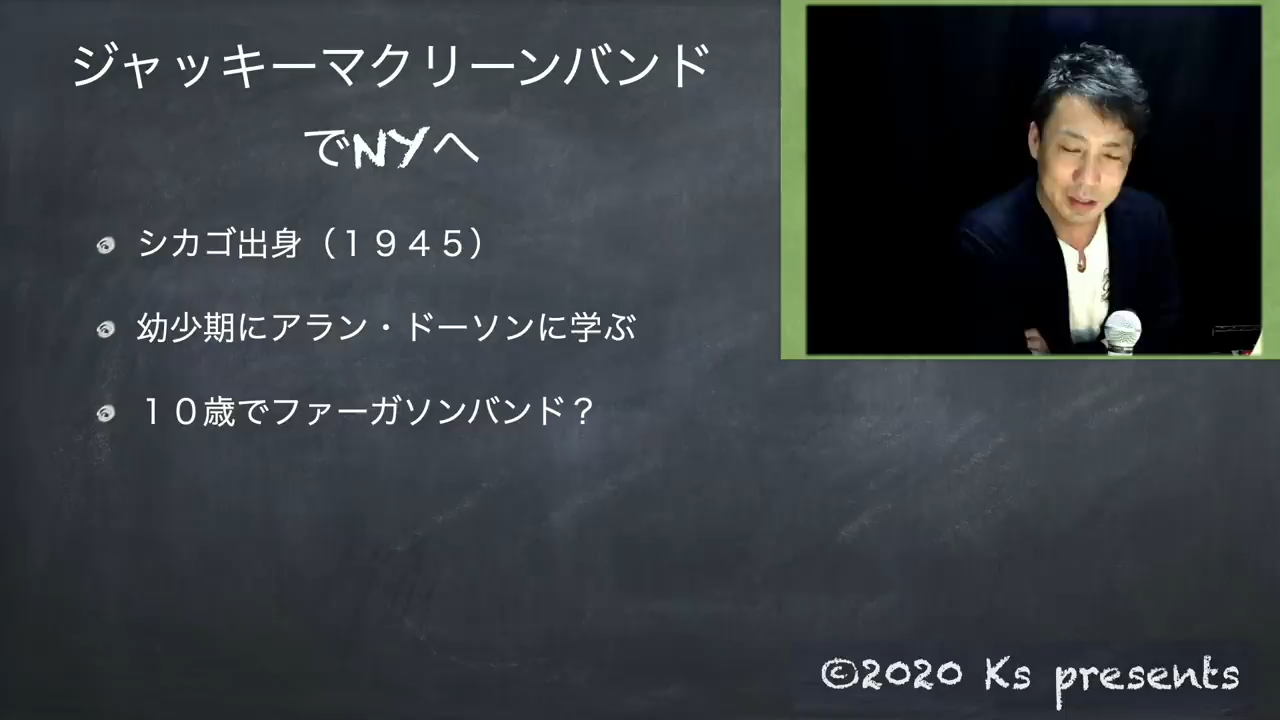 ジャッキーマクリーンバンド
でNYへ
シカゴ出身（１９４５）
幼少期にアラン・ドーソンに学ぶ
１０歳でファーガソンバンド？
©2020 Ks presents